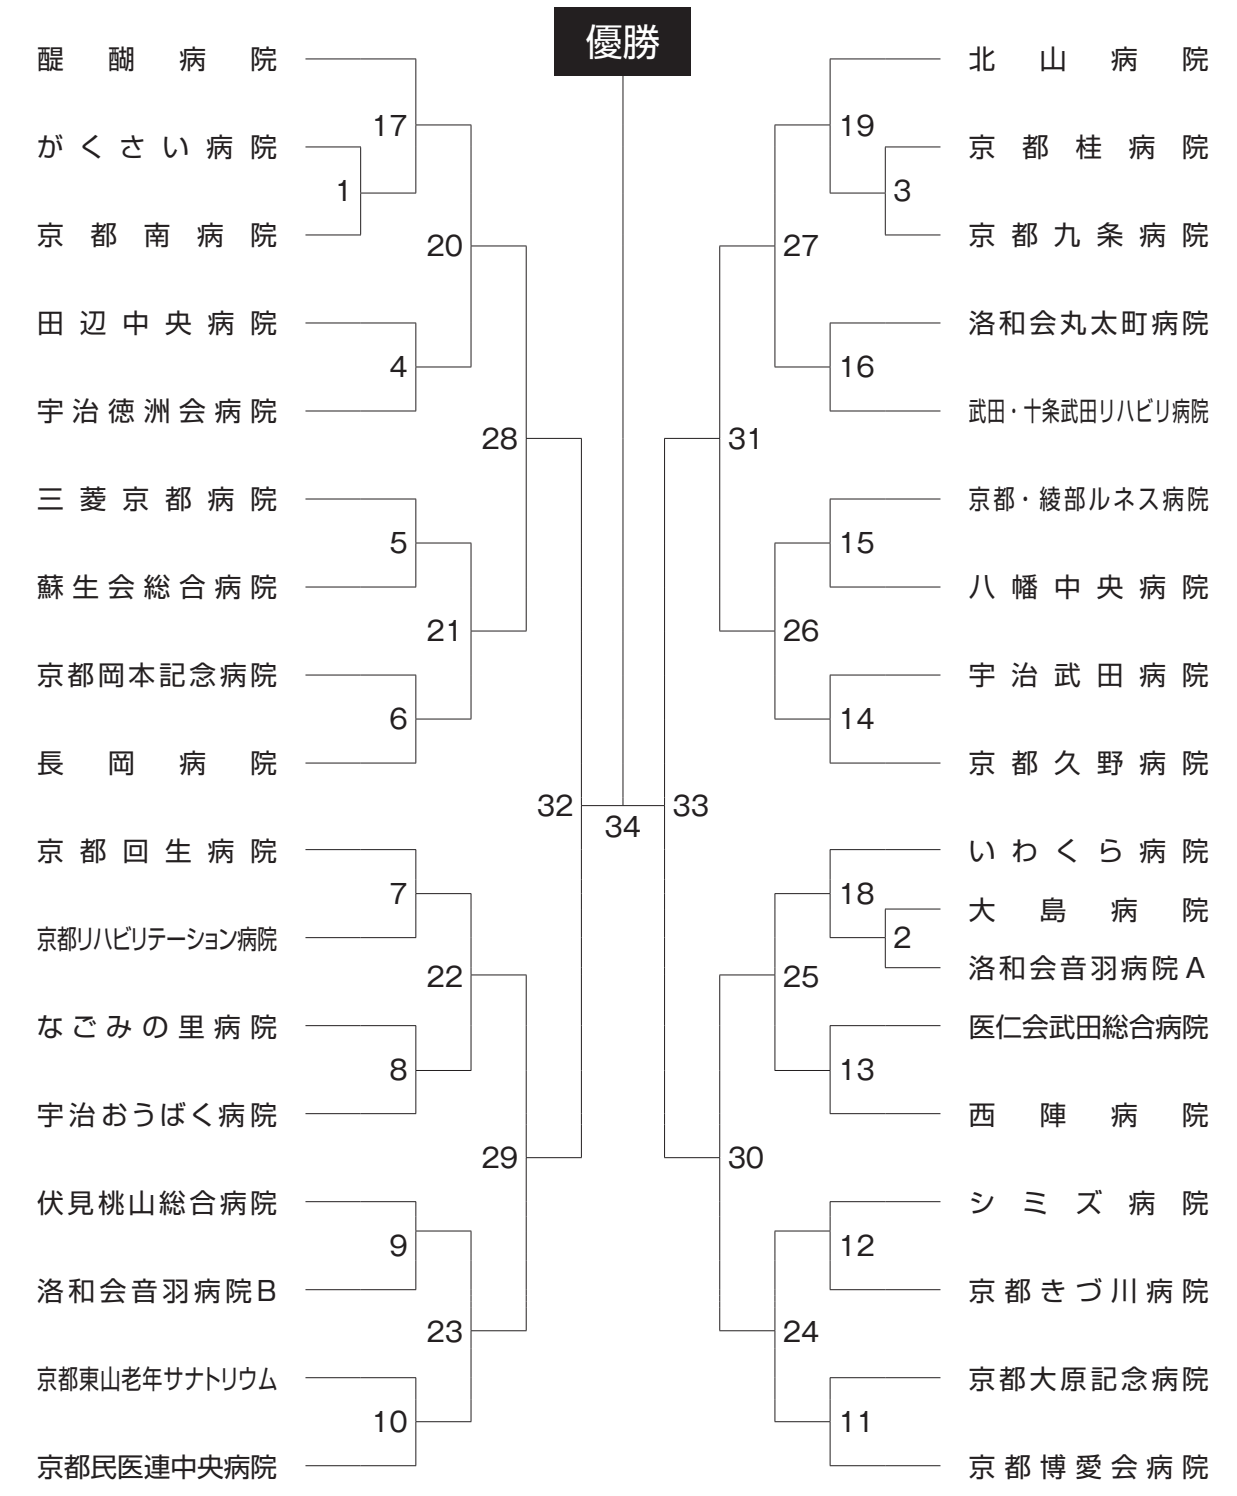 優勝
醍醐病院
がくさい病院
京都南病院
田辺中央病院
宇治徳洲会病院
三菱京都病院
蘇生会総合病院
京都岡本記念病院
長岡病院
京都回生病院
京都リハビリテーション病院
なごみの里病院
宇治おうばく病院
伏見桃山総合病院
洛和会音羽病院B
京都東山老年サナトリウム
京都民医連中央病院
17
1
20
4
28
5
21
6
32
7
22
8
29
9
23
10
34
北山病院
京都桂病院
京都九条病院
洛和会丸太町病院
武田・十条武田リハビリ病院
京都・綾部ルネス病院
八幡中央病院
宇治武田病院
京都久野病院
いわくら病院
大島病院
洛和会音羽病院A
医仁会武田総合病院
西陣病院
シミズ病院
京都きづ川病院
京都大原記念病院
京都博愛会病院
19
3
27
16
31
15
26
14
33
18
2
25
13
30
12
24
11